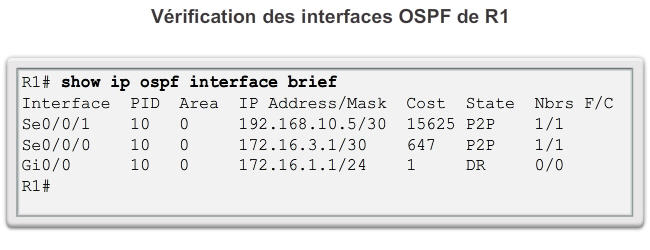 Vérification des interfaces OSPF de R1
R1# show ip ospf interface brief
Interface PID Area IP Address/Mask Cost State Nbrs F/C
Se0/0/1 10 0 192.168.10.5/30 15625 P2P 1/1
Se0/0/0 10 0 172.16.3.1/30 647 P2P 1/1
Gi0/0 10 0 172.16.1.1/24 1 DR 0/0
R1#